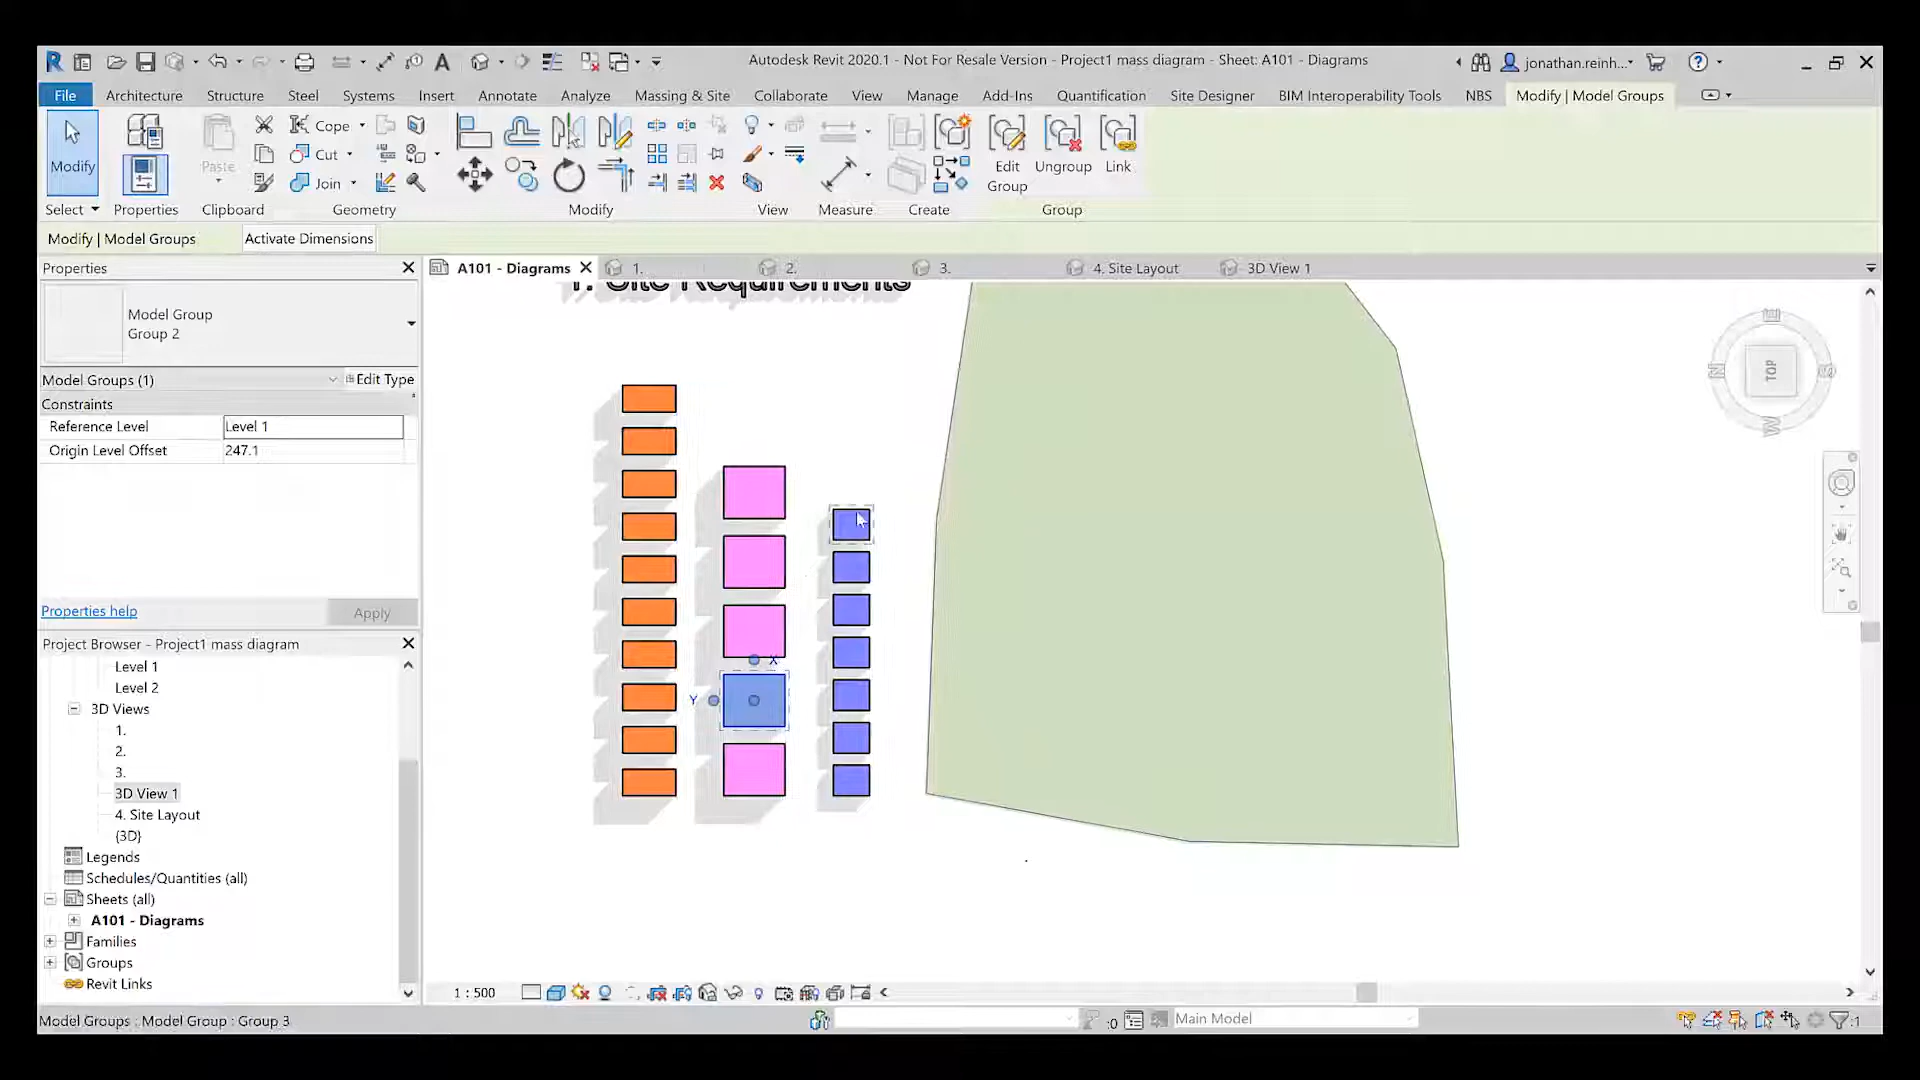 Autodesk Revit 2020.1 - Not For Resale Version - Project1 mass diagram - Sheet: A101 - Diagrams
jonathan.reinh...
File Architecture Structure Steel Systems Insert Annotate Analyze Massing & Site Collaborate View Manage Add-Ins Quantification Site Designer BIM Interoperability Tools NBS Modify | Model Groups
Modify
Paste
Cope
Cut
Join
Edit
Group
Ungroup
Link
Select Properties Clipboard Geometry Modify View Measure Create Group
Modify | Model Groups Activate Dimensions
Properties
A101 - Diagrams 1. 2. 3. 4. Site Layout 3D View 1
1. Site Requirements
Model Group
Group 2
Model Groups (1) Edit Type
Constraints
Reference Level Level 1
Origin Level Offset 247.1
Properties help Apply
X
Y
TOP
E
N
S
W
Project Browser - Project1 mass diagram
Level 1
Level 2
3D Views
1.
2.
3.
3D View 1
4. Site Layout
{3D}
Legends
Schedules/Quantities (all)
Sheets (all)
A101 - Diagrams
Families
Groups
Revit Links
1 : 500
Model Groups : Model Group : Group 3
:0
Main Model
:1